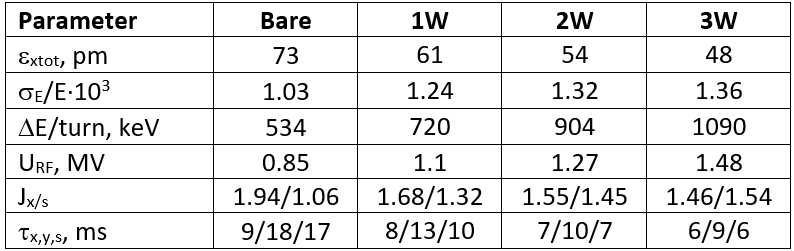 Parameter Bare 1W 2W 3W
εxtot, pm 73 61 54 48
σE/E·10³ 1.03 1.24 1.32 1.36
ΔE/turn, keV 534 720 904 1090
URF, MV 0.85 1.1 1.27 1.48
Jx/s 1.94/1.06 1.68/1.32 1.55/1.45 1.46/1.54
τx,y,s, ms 9/18/17 8/13/10 7/10/7 6/9/6